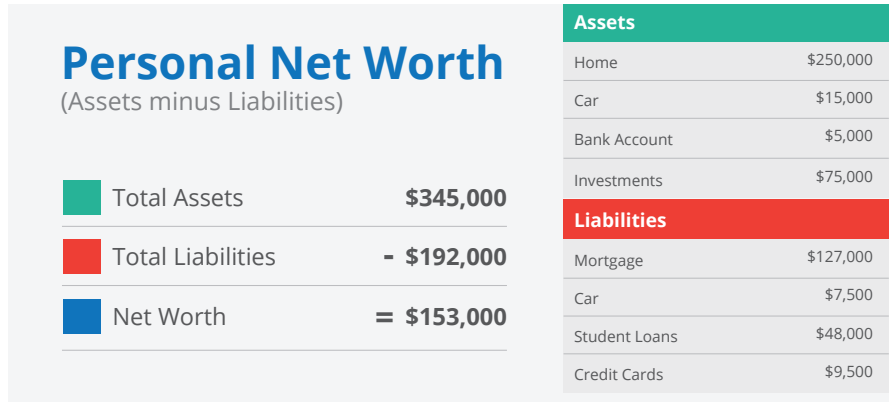 Personal Net Worth
(Assets minus Liabilities)
Total Assets $345,000
Total Liabilities - $192,000
Net Worth = $153,000
Assets
Home $250,000
Car $15,000
Bank Account $5,000
Investments $75,000
Liabilities
Mortgage $127,000
Car $7,500
Student Loans $48,000
Credit Cards $9,500